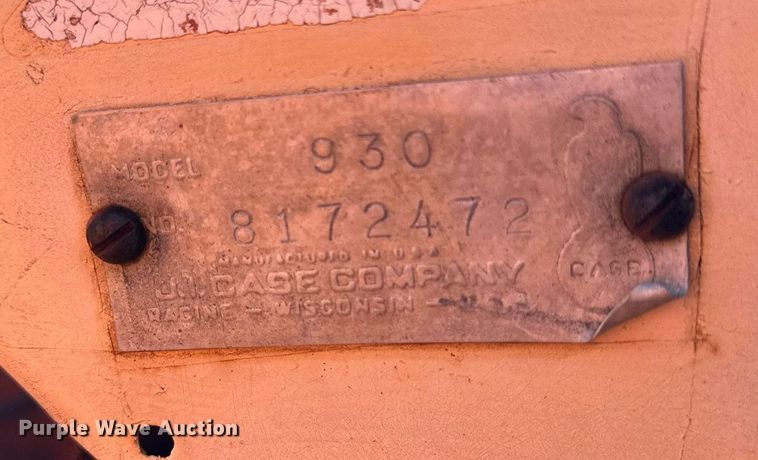 MODEL 930
NO. 8172472
MANUFACTURED IN U.S.A.
J.I. CASE COMPANY
RACINE — WISCONSIN — U.S.A.
CASE
Purple Wave Auction